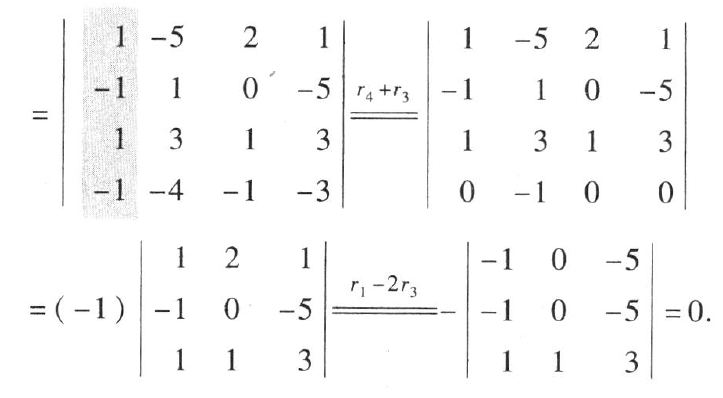 = | 1 -5 2 1 | | 1 -5 2 1 |
| -1 1 0 -5 | r₄+r₃ | -1 1 0 -5 |
| 1 3 1 3 | ═══ | 1 3 1 3 |
| -1 -4 -1 -3 | | 0 -1 0 0 |
| 1 2 1 | | -1 0 -5 |
=(-1) | -1 0 -5 | r₁-2r₃ ═══ - | -1 0 -5 | =0.
| 1 1 3 | | 1 1 3 |